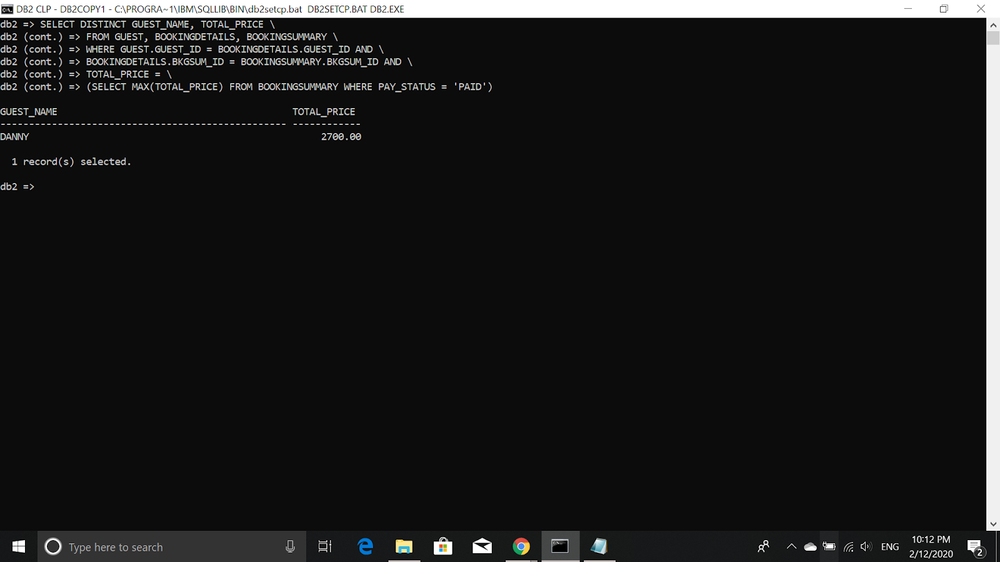 DB2 CLP - DB2COPY1 - C:\PROGRA~1\IBM\SQLLIB\BIN\db2setcp.bat  DB2SETCP.BAT DB2.EXE
db2 => SELECT DISTINCT GUEST_NAME, TOTAL_PRICE \
db2 (cont.) => FROM GUEST, BOOKINGDETAILS, BOOKINGSUMMARY \
db2 (cont.) => WHERE GUEST.GUEST_ID = BOOKINGDETAILS.GUEST_ID AND \
db2 (cont.) => BOOKINGDETAILS.BKGSUM_ID = BOOKINGSUMMARY.BKGSUM_ID AND \
db2 (cont.) => TOTAL_PRICE = \
db2 (cont.) => (SELECT MAX(TOTAL_PRICE) FROM BOOKINGSUMMARY WHERE PAY_STATUS = 'PAID')
GUEST_NAME                                         TOTAL_PRICE
-------------------------------------------------- ------------
DANNY                                                   2700.00
  1 record(s) selected.
db2 =>
Type here to search
ENG
10:12 PM
2/12/2020
2